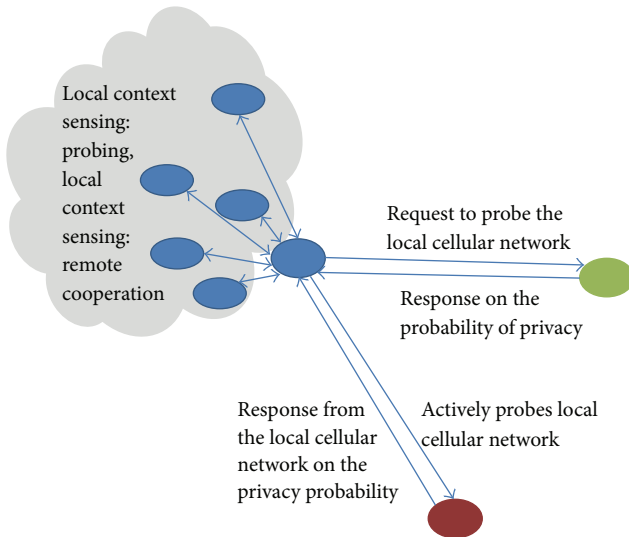 Local context
sensing:
probing,
local
context
sensing:
remote
cooperation
Request to probe the
local cellular network
Response on the
probability of privacy
Response from
the local cellular
network on the
privacy probability
Actively probes local
cellular network